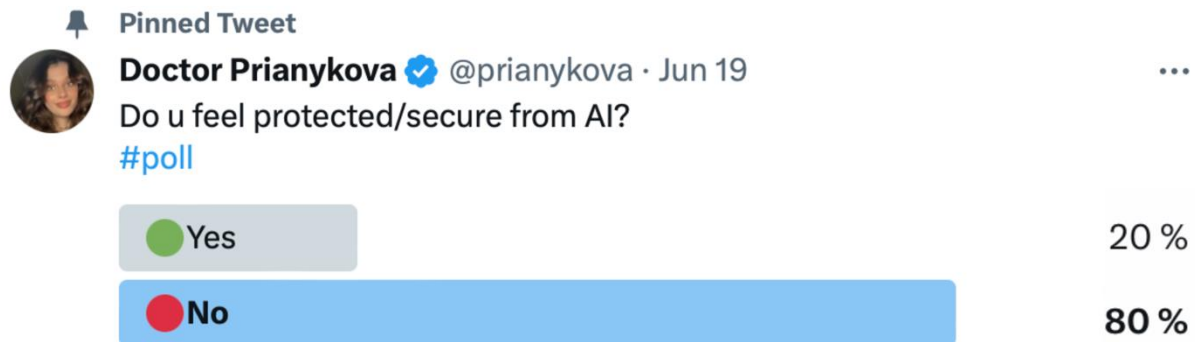 Pinned Tweet
Doctor Prianykova @prianykova · Jun 19
Do u feel protected/secure from AI?
#poll
Yes 20 %
No 80 %